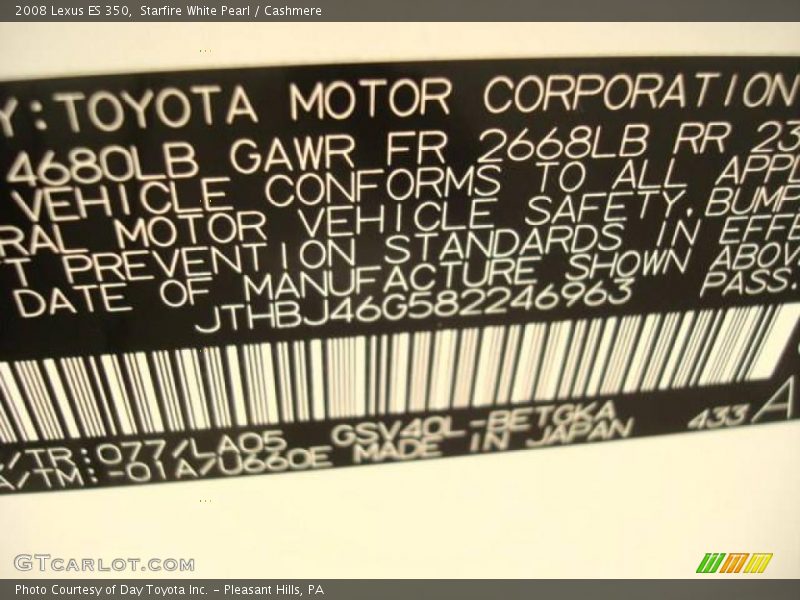 2008 Lexus ES 350,  Starfire White Pearl / Cashmere
Y:TOYOTA MOTOR CORPORATION
4680LB GAWR FR 2668LB RR 23
VEHICLE CONFORMS TO ALL APPL
RAL MOTOR VEHICLE SAFETY, BUMP
T PREVENTION STANDARDS IN EFFE
DATE OF MANUFACTURE SHOWN ABOV
JTHBJ46G582246963 PASS.
/TR:077/LA05 GSV40L-BETGKA 433 A
A/TM:-01A/U660E MADE IN JAPAN
GTCARLOT.COM
Photo Courtesy of Day Toyota Inc. - Pleasant Hills, PA